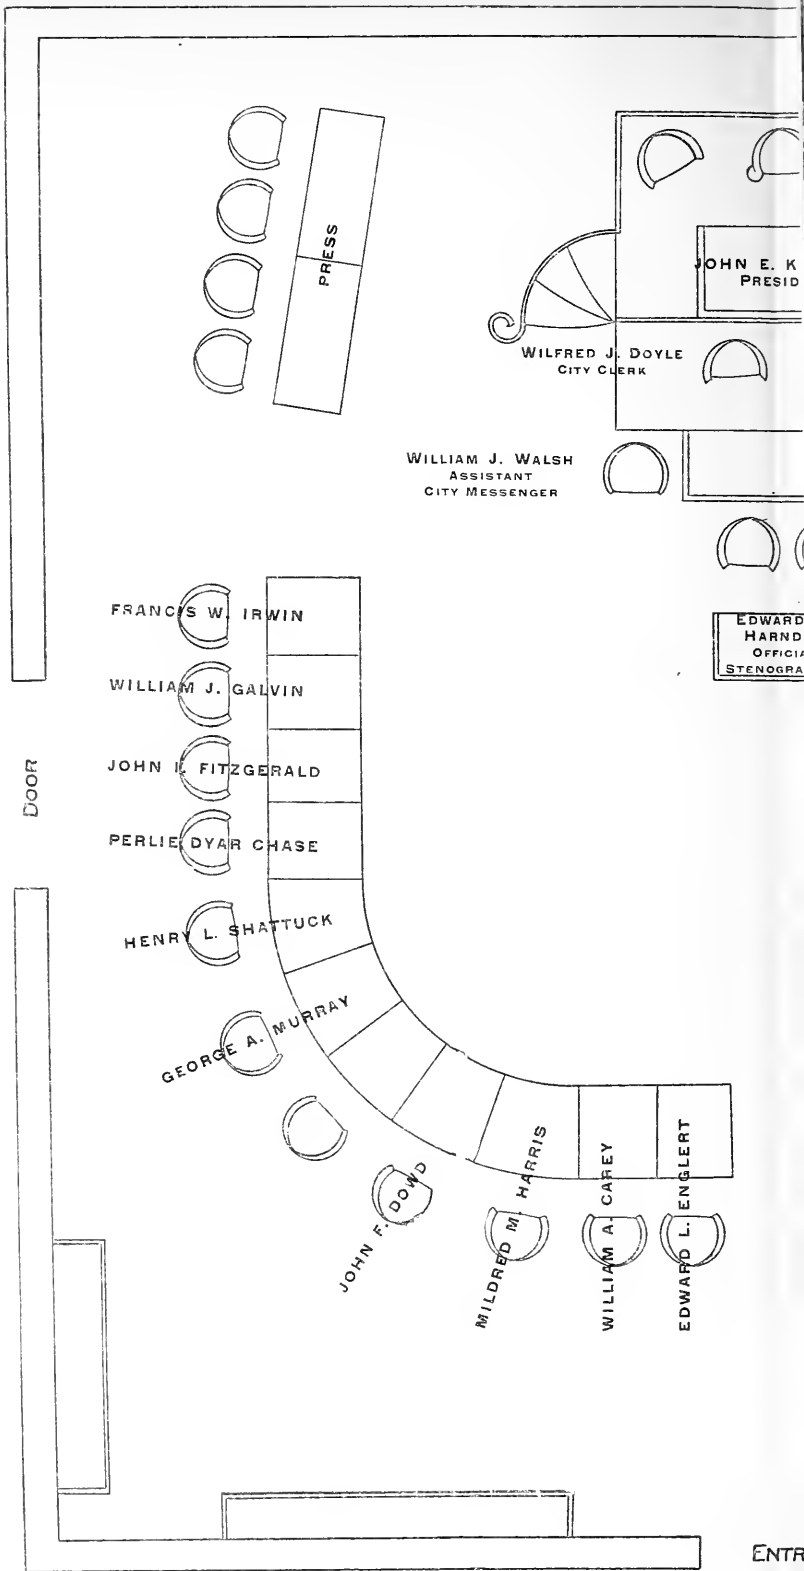 PRESS
JOHN E. K
PRESID
WILFRED J. DOYLE
CITY CLERK
WILLIAM J. WALSH
ASSISTANT
CITY MESSENGER
EDWARD
HARND
OFFICIA
STENOGRA
FRANCIS W. IRWIN
WILLIAM J. GALVIN
JOHN I. FITZGERALD
PERLIE DYAR CHASE
HENRY L. SHATTUCK
GEORGE A. MURRAY
JOHN F. DOWD
MILDRED M. HARRIS
WILLIAM A. CAREY
EDWARD L. ENGLERT
DOOR
ENTR